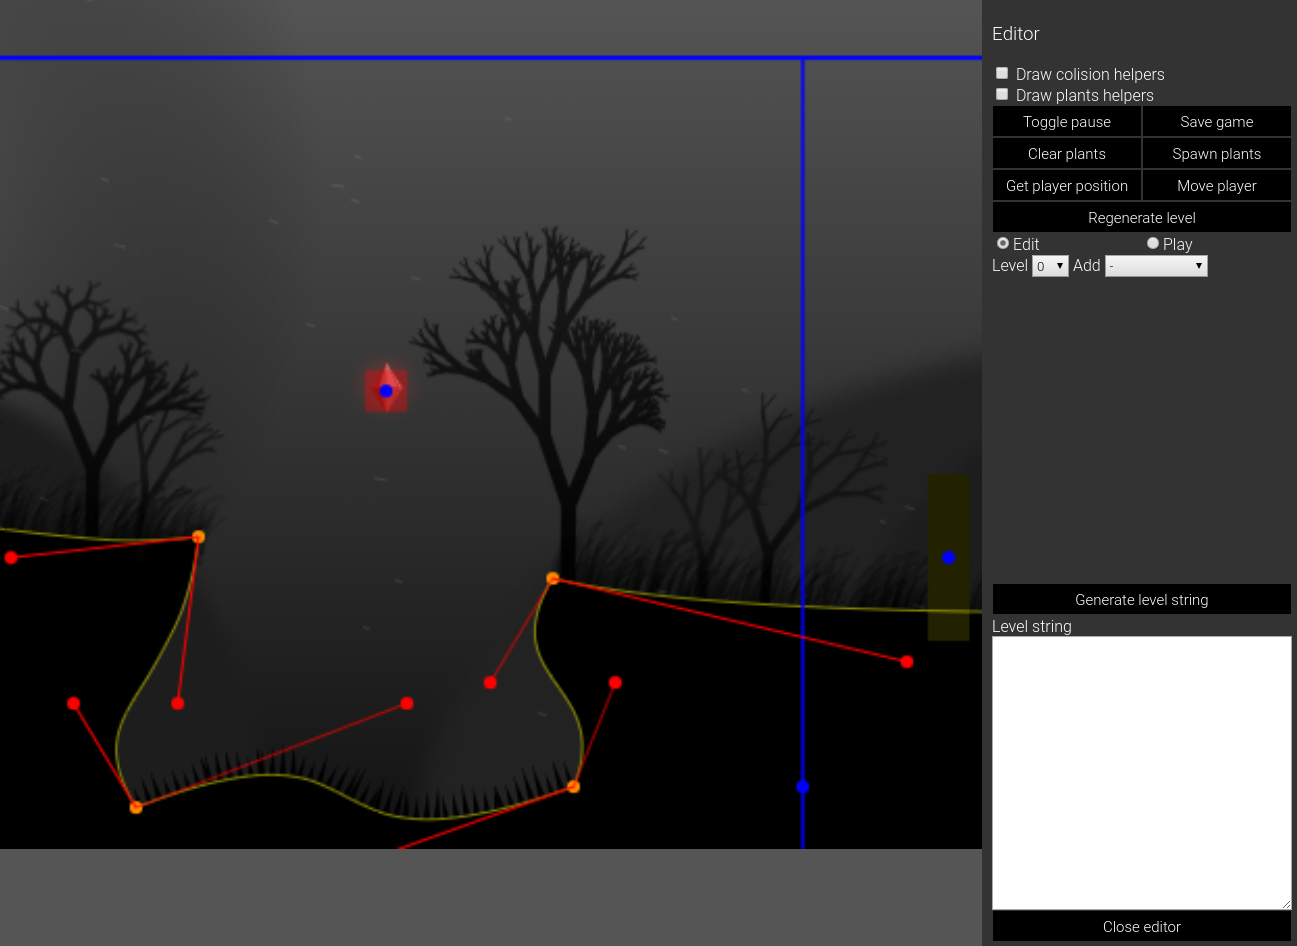 Editor
Draw colision helpers
Draw plants helpers
Toggle pause Save game
Clear plants Spawn plants
Get player position Move player
Regenerate level
Edit Play
Level 0 Add -
Generate level string
Level string
Close editor